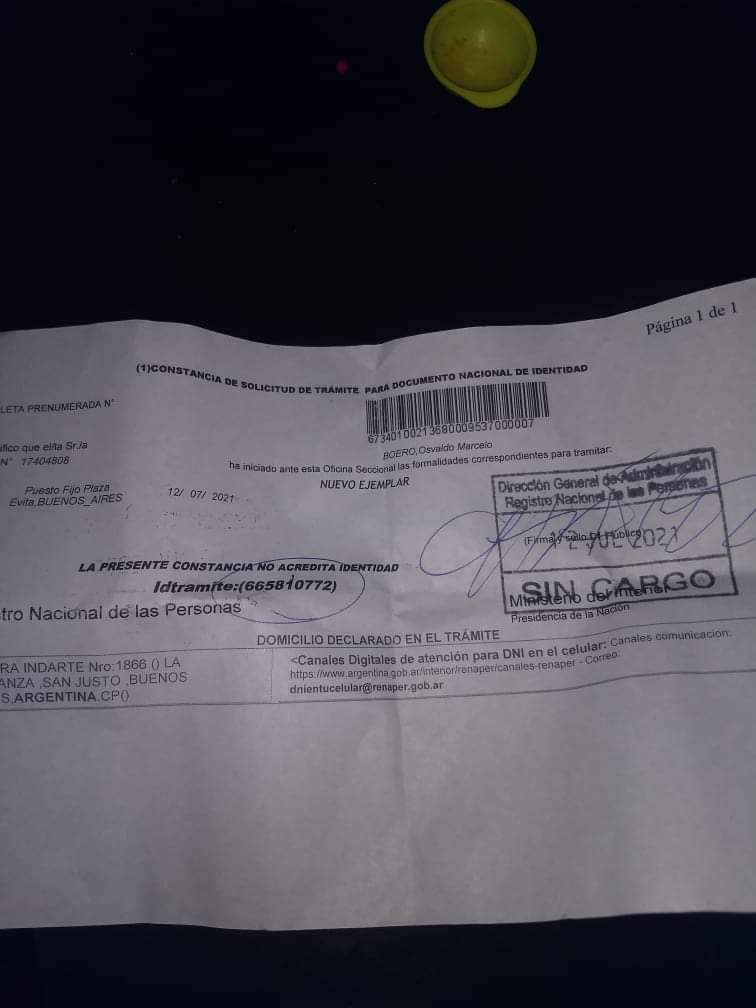 Página 1 de 1
(1)CONSTANCIA DE SOLICITUD DE TRÁMITE PARA DOCUMENTO NACIONAL DE IDENTIDAD
LETA PRENUMERADA N°
673401002136800095370000007
ifico que el/la Sr./a
BOERO,Osvaldo Marcelo
N° 17404808
ha iniciado ante esta Oficina Seccional las formalidades correspondientes para tramitar:
NUEVO EJEMPLAR
Puesto Fijo Plaza
Evita,BUENOS_AIRES
12/ 07/ 2021
Dirección General de Administración
Registro Nacional de las Personas
(Firma y sello Of. Público)
12 JUL 2021
SIN CARGO
Ministerio del Interior
Presidencia de la Nación
LA PRESENTE CONSTANCIA NO ACREDITA IDENTIDAD
Idtramite:(665810772)
stro Nacional de las Personas
DOMICILIO DECLARADO EN EL TRÁMITE
RA INDARTE Nro:1866 () LA
ANZA ,SAN JUSTO ,BUENOS
S,ARGENTINA.CP()
<Canales Digitales de atención para DNI en el celular: Canales comunicacion:
https://www.argentina.gob.ar/interior/renaper/canales-renaper - Correo:
dnientucelular@renaper.gob.ar